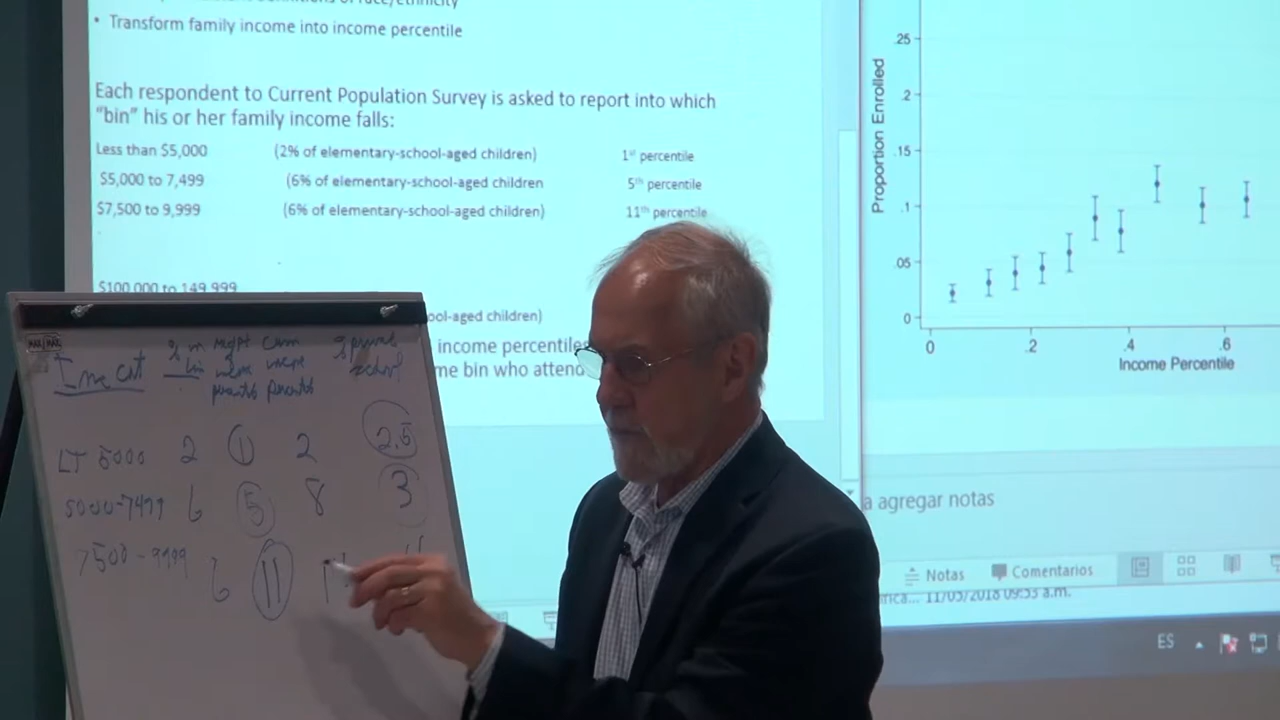 • Transform family income into income percentile
Each respondent to Current Population Survey is asked to report into which
"bin" his or her family income falls:
Less than $5,000 (2% of elementary-school-aged children) 1st percentile
$5,000 to 7,499 (6% of elementary-school-aged children 5th percentile
$7,500 to 9,999 (6% of elementary-school-aged children) 11th percentile
$100,000 to 149,999
ool-aged children)
income percentiles
me bin who attend
Proportion Enrolled
.25
.2
.15
.1
.05
0
0 .2 .4 .6
Income Percentile
a agregar notas
Notas Comentarios
11/05/2018 09:53 a.m.
ES
% in Midpt Cum
bin
school
LT 5000 2 1 2 2.5
5000-7499 6 5 8 3
7500-9999 6 11